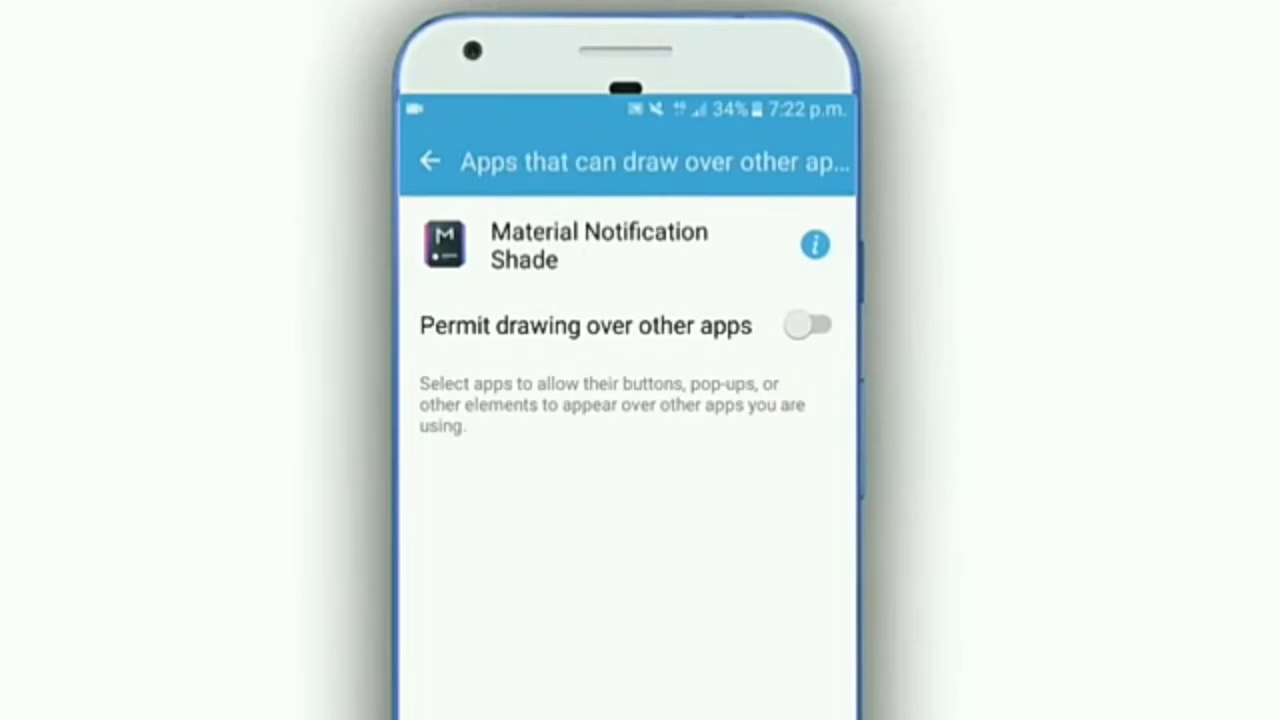 34% 7:22 p.m.
Apps that can draw over other ap...
M
Material Notification
Shade
i
Permit drawing over other apps
Select apps to allow their buttons, pop-ups, or
other elements to appear over other apps you are
using.